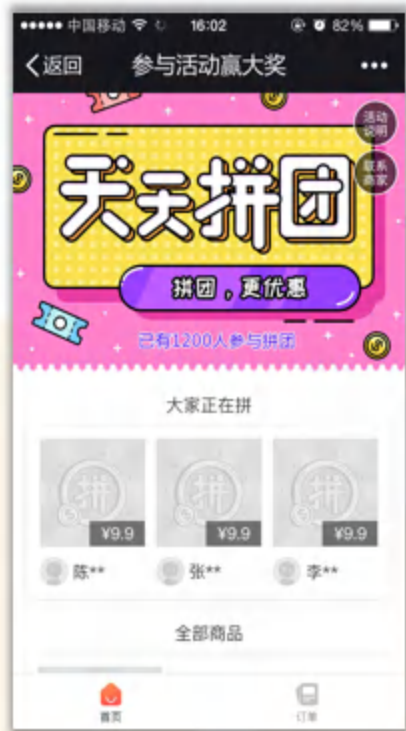 中国移动 16:02 82%
返回 参与活动赢大奖
活动
说明
联系
商家
天天拼团
拼团，更优惠
已有1200人参与拼团
大家正在拼
拼 拼 拼
¥9.9 ¥9.9 ¥9.9
陈** 张** 李**
全部商品
首页 订单